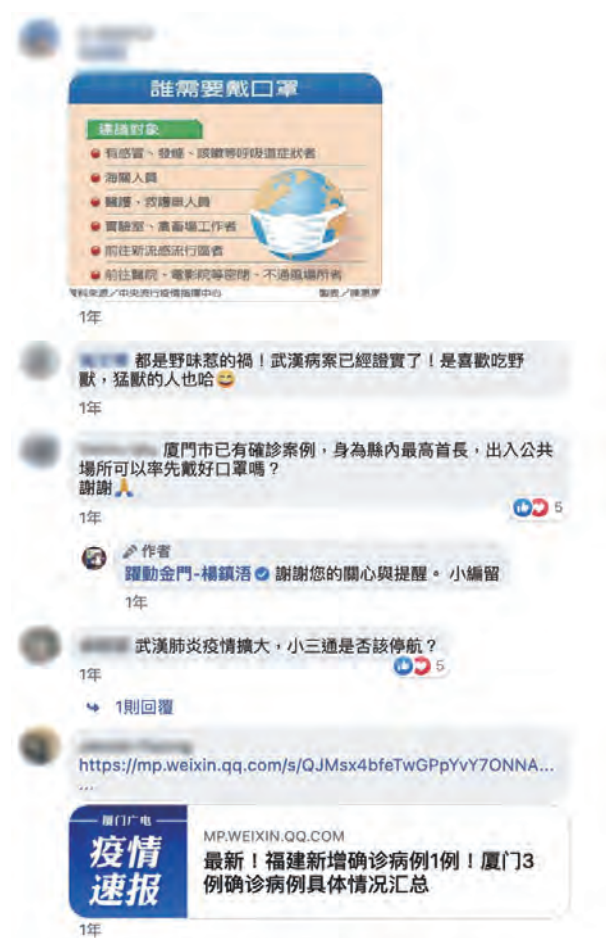 誰需要戴口罩
建議對象
有感冒、發燒、咳嗽等呼吸道症狀者
海關人員
醫護、救護車人員
實驗室、農畜場工作者
前往新流感流行區者
前往醫院、電影院等密閉、不通風場所者
資料來源／中央流行疫情指揮中心 製表／陳惠惠
1年
都是野味惹的禍！武漢病案已經證實了！是喜歡吃野
獸，猛獸的人也哈😄
1年
廈門市已有確診案例，身為縣內最高首長，出入公共
場所可以率先戴好口罩嗎？
謝謝🙏
5
1年
作者
躍動金門-楊鎮浯 謝謝您的關心與提醒。 小編留
1年
武漢肺炎疫情擴大，小三通是否該停航？
5
1年
1則回覆
https://mp.weixin.qq.com/s/QJMsx4bfeTwGPpYvY7ONNA...
...
厦门广电
疫情
速报
MP.WEIXIN.QQ.COM
最新！福建新增确诊病例1例！厦门3
例确诊病例具体情况汇总
1年